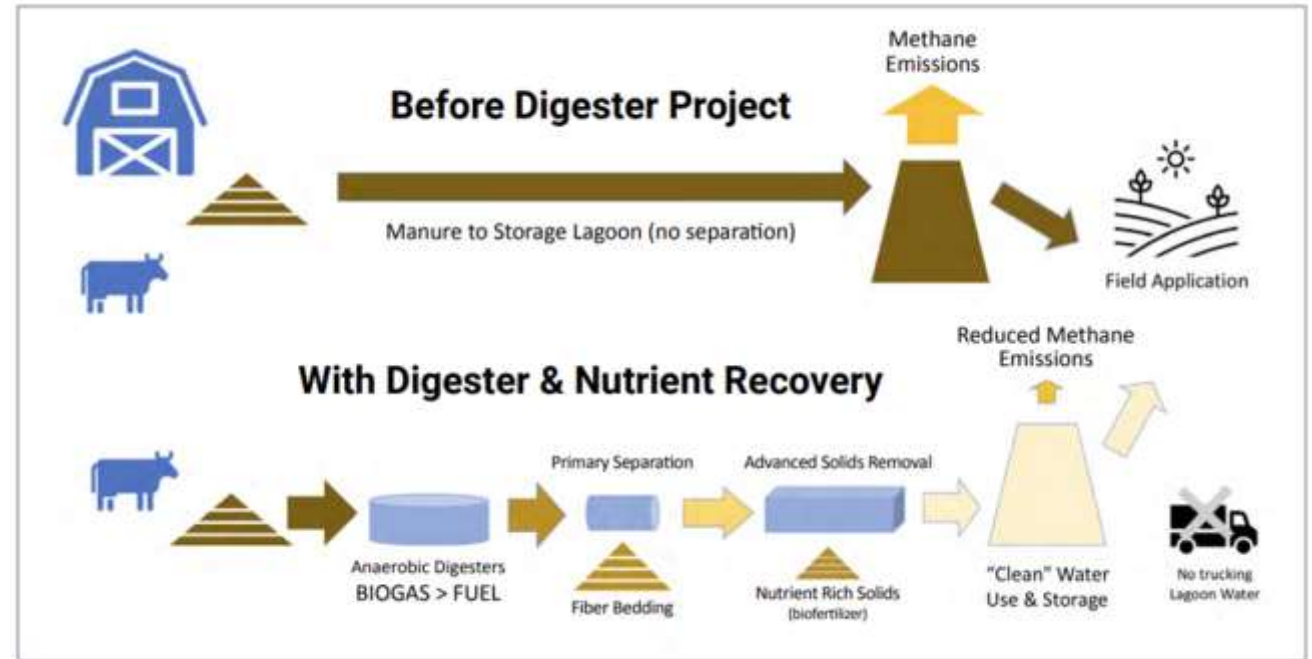 Methane
Emissions
Before Digester Project
Manure to Storage Lagoon (no separation)
Field Application
Reduced Methane
Emissions
With Digester & Nutrient Recovery
Primary Separation
Advanced Solids Removal
Anaerobic Digesters
BIOGAS > FUEL
Fiber Bedding
Nutrient Rich Solids
(biofertilizer)
"Clean" Water
Use & Storage
No trucking
Lagoon Water